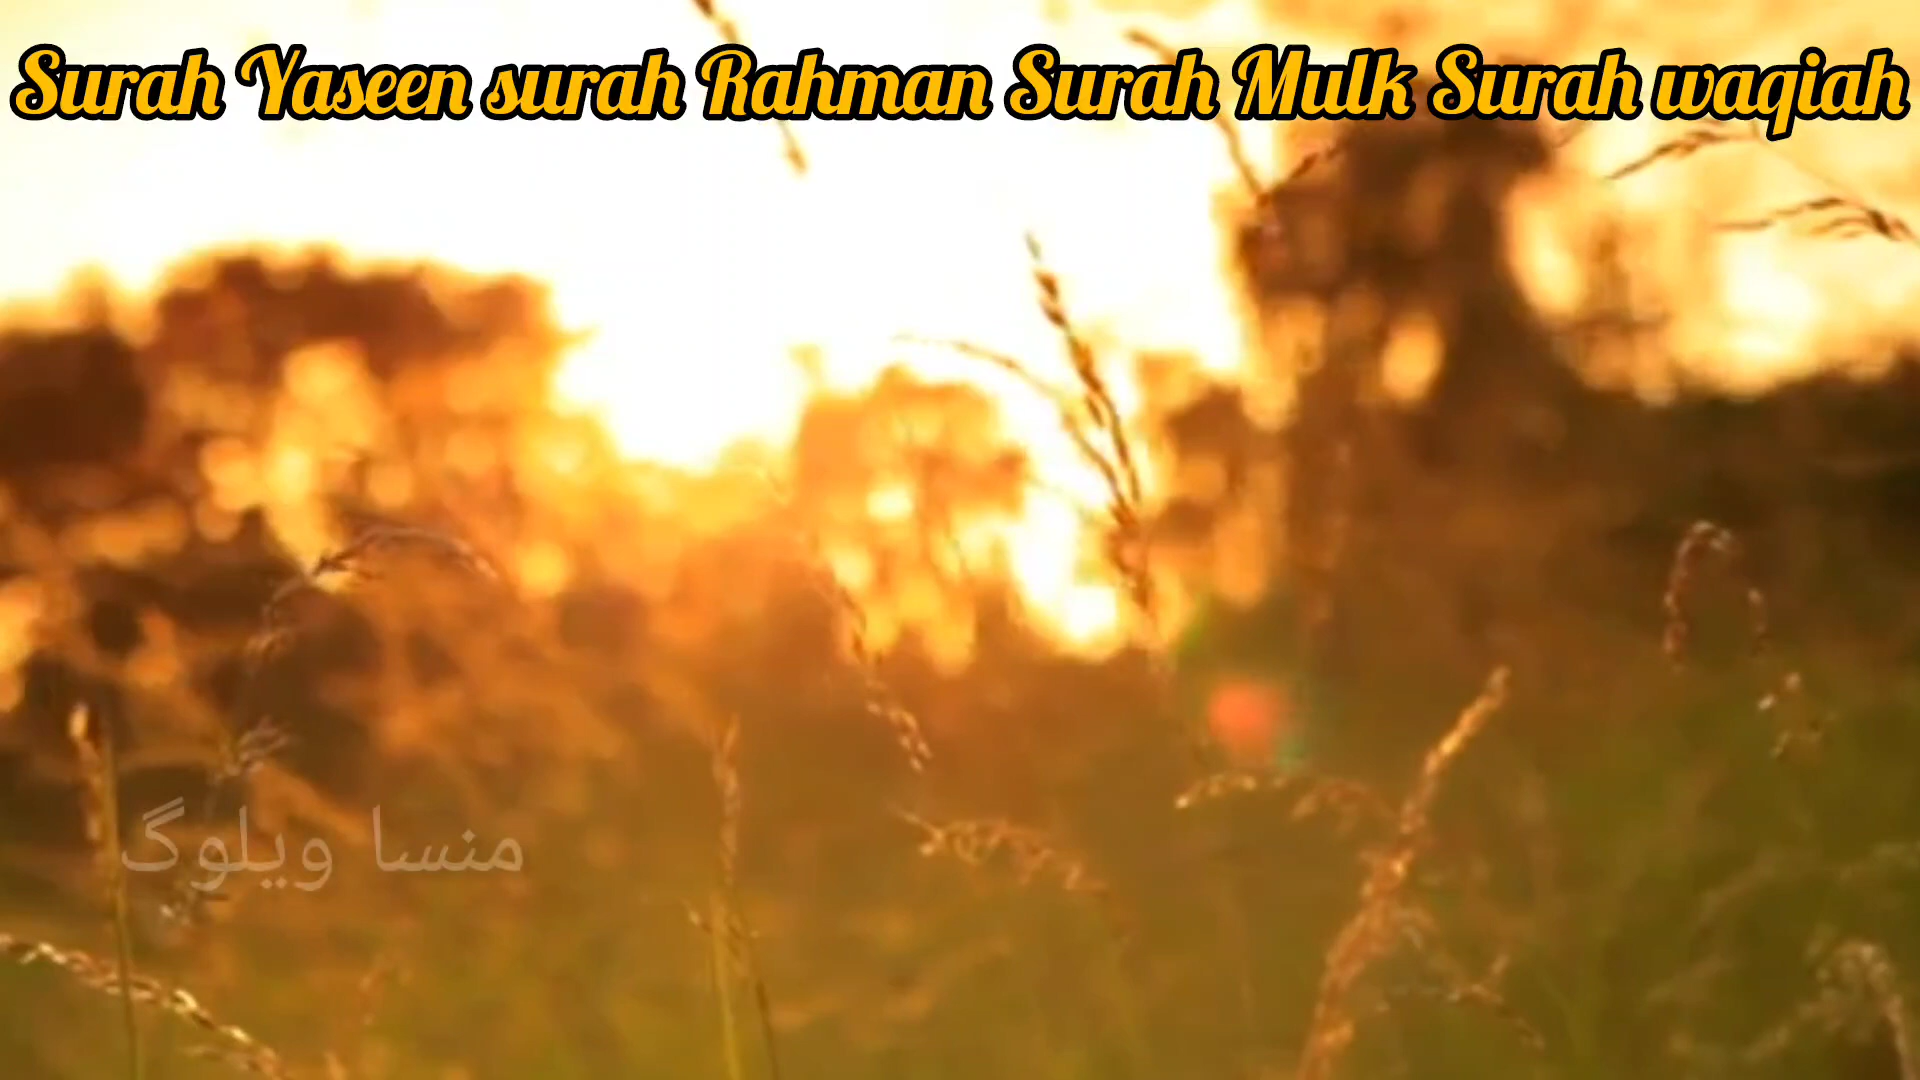 Surah Yaseen surah Rahman Surah Mulk Surah waqiah
منسا ویلوگ